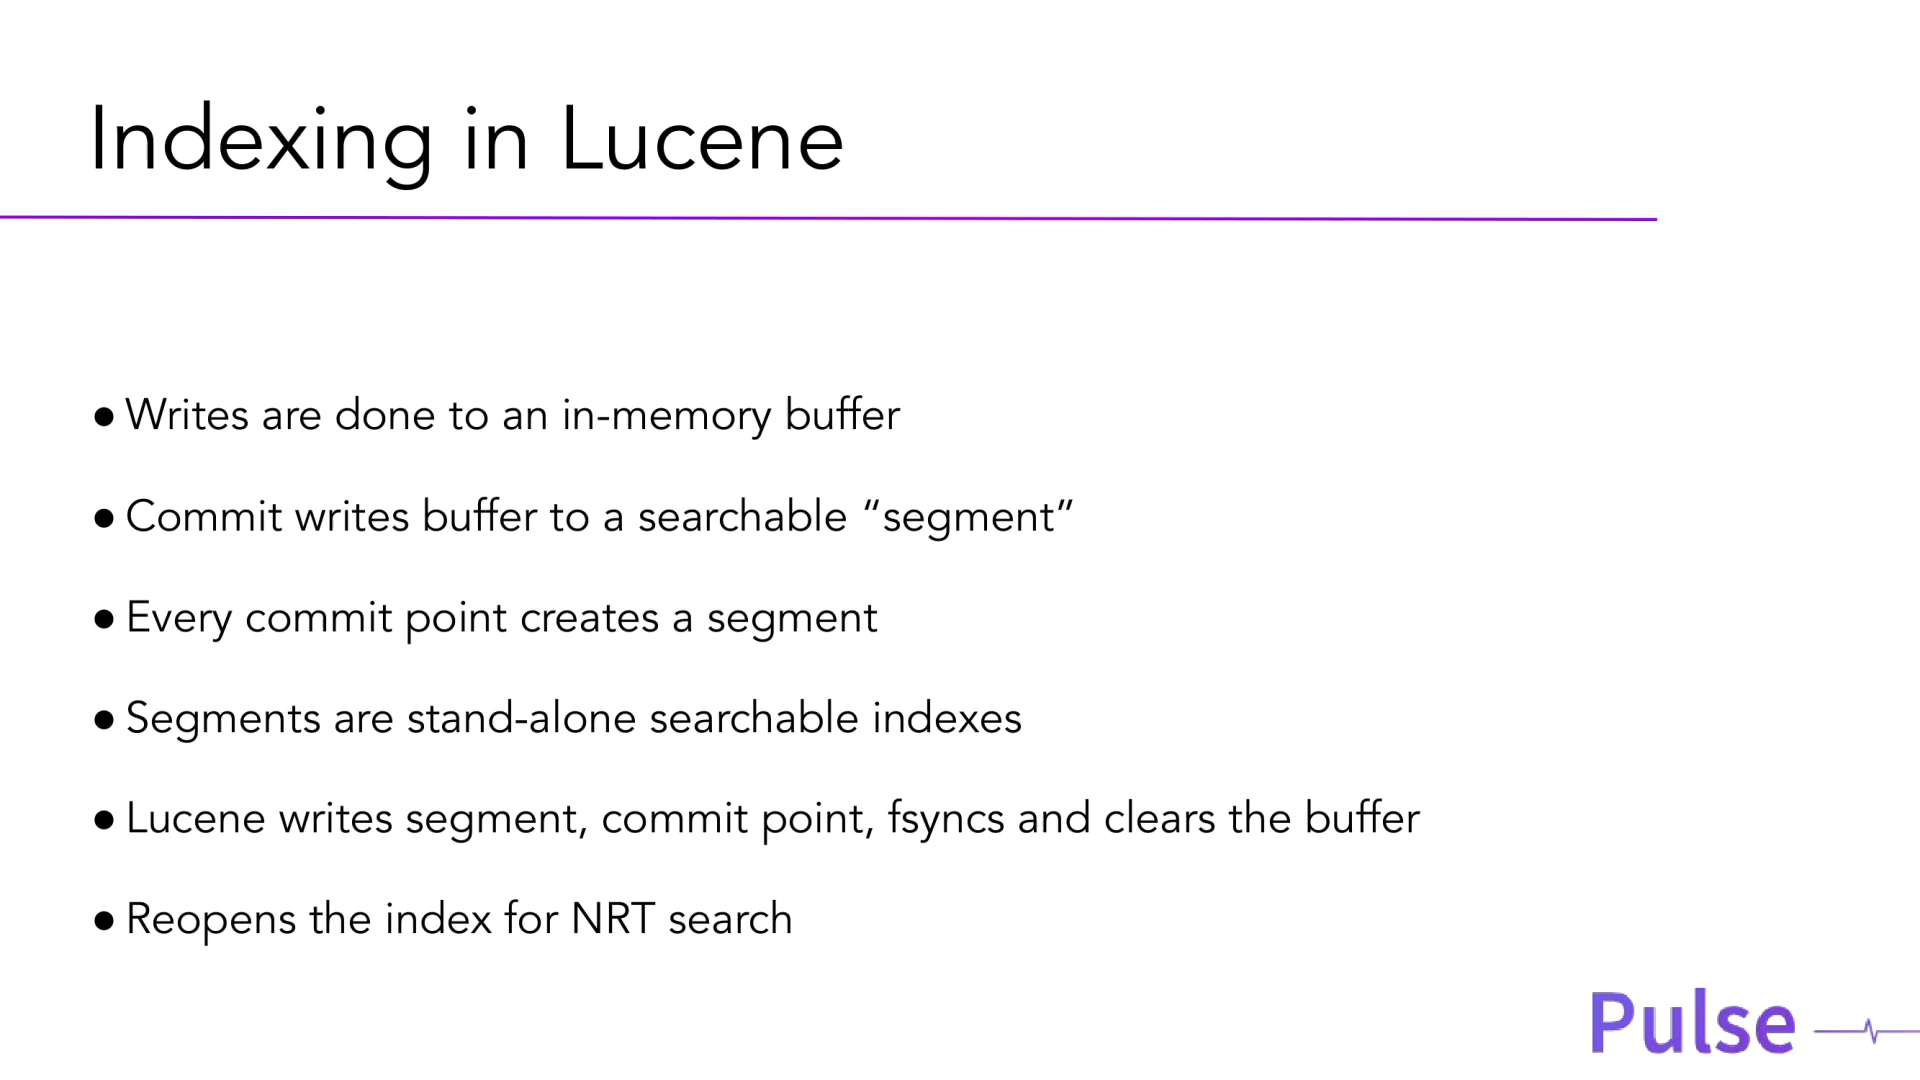 Indexing in Lucene
● Writes are done to an in-memory buffer
● Commit writes buffer to a searchable “segment”
● Every commit point creates a segment
● Segments are stand-alone searchable indexes
● Lucene writes segment, commit point, fsyncs and clears the buffer
● Reopens the index for NRT search
Pulse